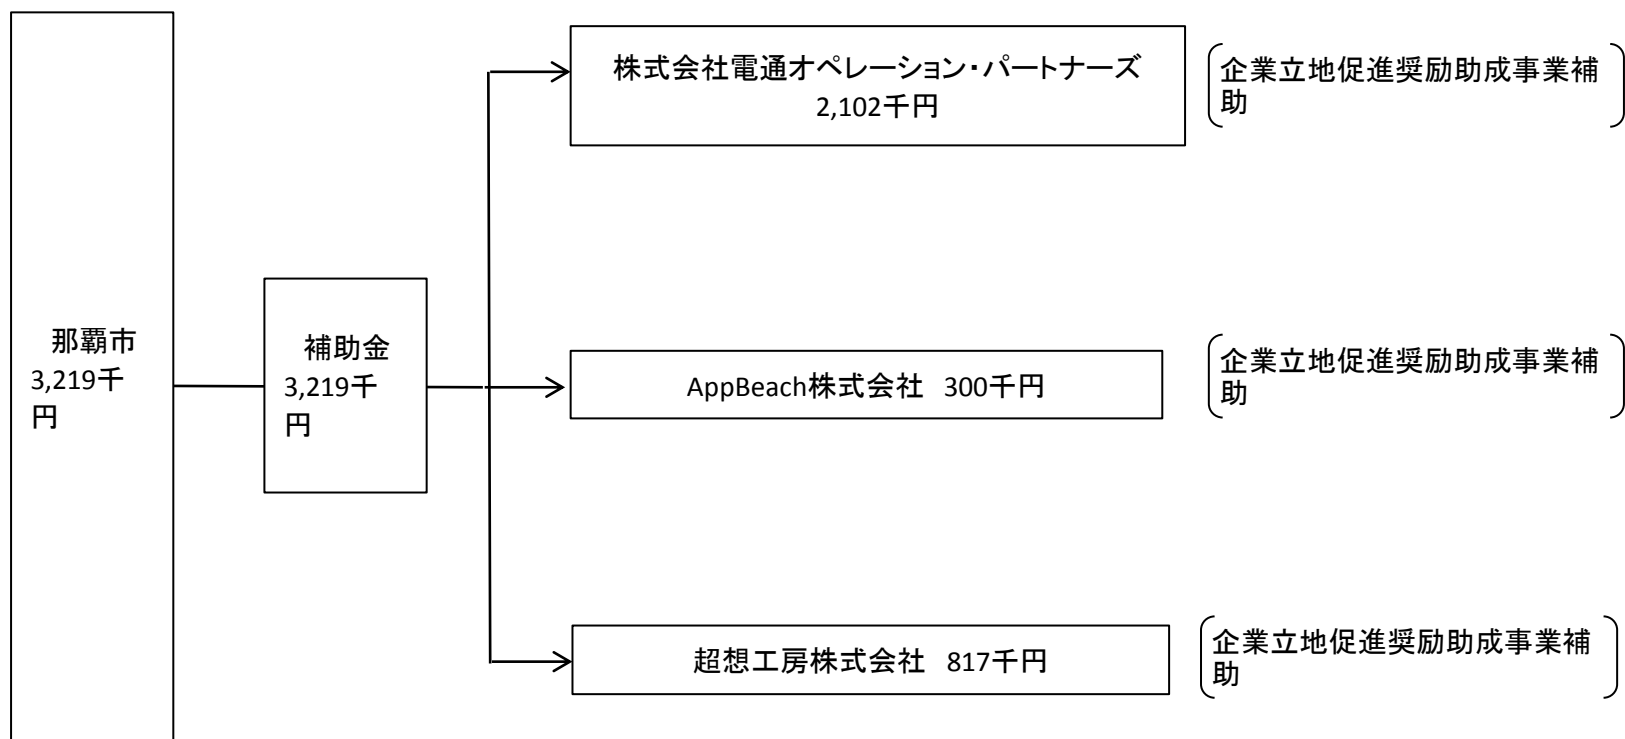 那覇市
3,219千
円
補助金
3,219千
円
株式会社電通オペレーション・パートナーズ
2,102千円
企業立地促進奨励助成事業補
助
AppBeach株式会社 300千円
企業立地促進奨励助成事業補
助
超想工房株式会社 817千円
企業立地促進奨励助成事業補
助